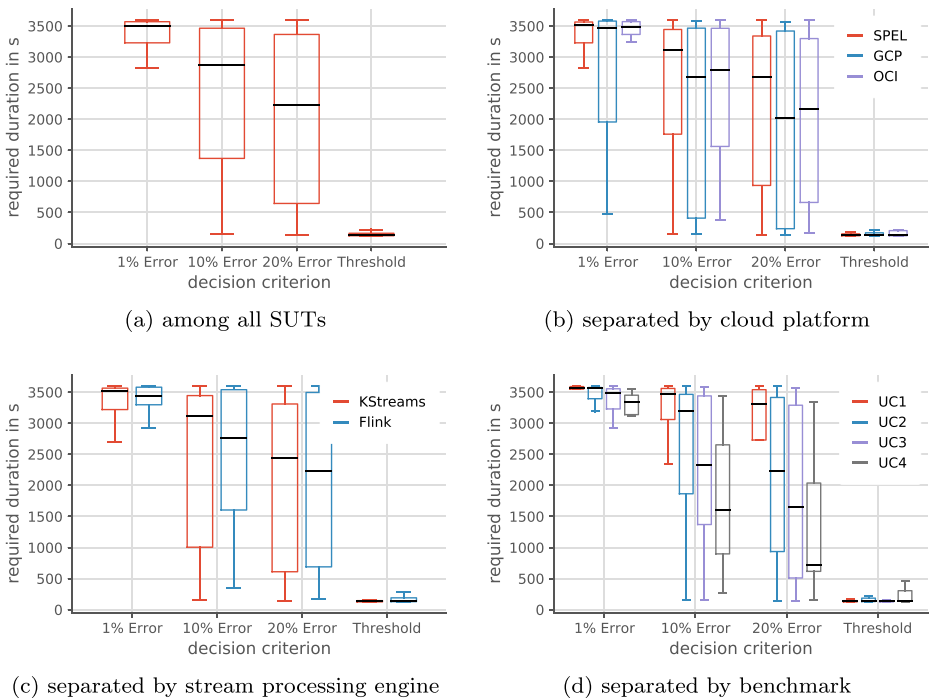 required duration in s
3500
3000
2500
2000
1500
1000
500
0
1% Error 10% Error 20% Error Threshold
decision criterion
(a) among all SUTs
required duration in s
3500
3000
2500
2000
1500
1000
500
0
SPEL
GCP
OCI
1% Error 10% Error 20% Error Threshold
decision criterion
(b) separated by cloud platform
required duration in s
3500
3000
2500
2000
1500
1000
500
0
KStreams
Flink
1% Error 10% Error 20% Error Threshold
decision criterion
(c) separated by stream processing engine
required duration in s
3500
3000
2500
2000
1500
1000
500
0
UC1
UC2
UC3
UC4
1% Error 10% Error 20% Error Threshold
decision criterion
(d) separated by benchmark